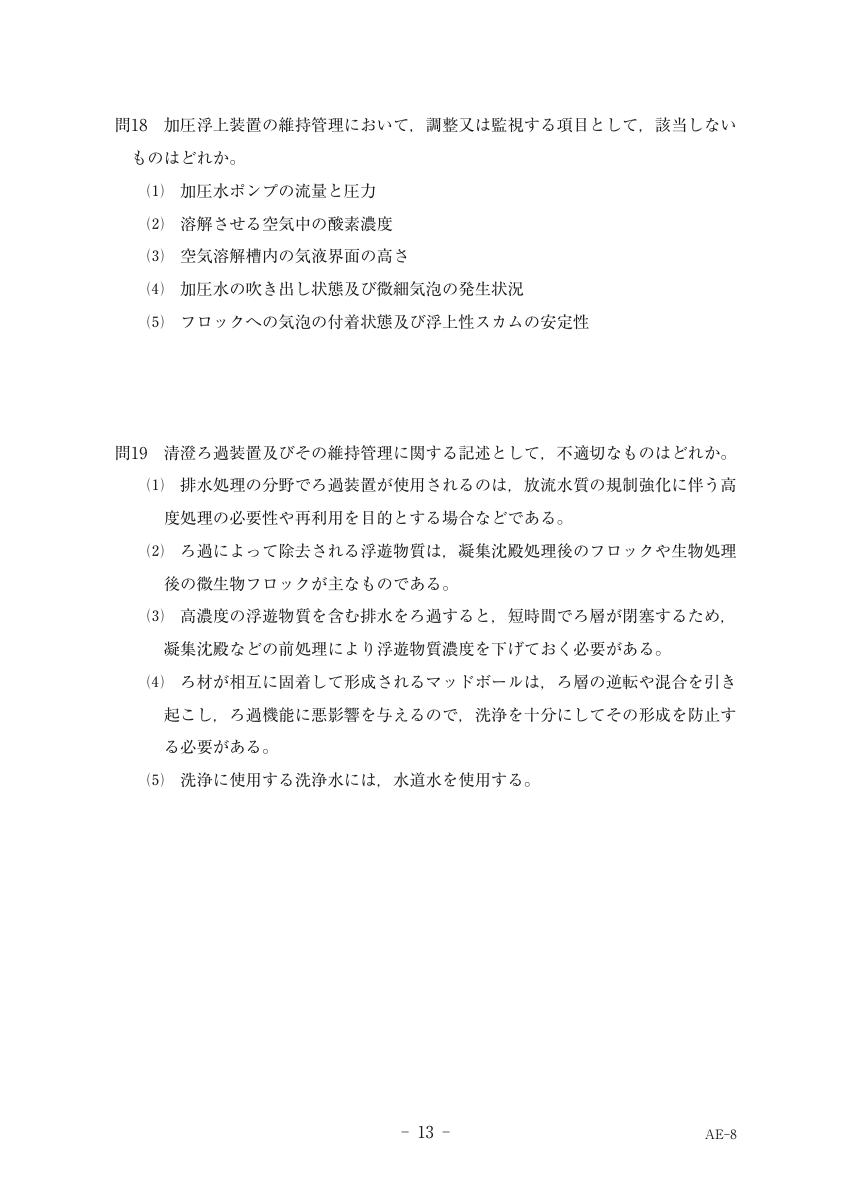 問18　加圧浮上装置の維持管理において，調整又は監視する項目として，該当しない
ものはどれか。
⑴　加圧水ポンプの流量と圧力
⑵　溶解させる空気中の酸素濃度
⑶　空気溶解槽内の気液界面の高さ
⑷　加圧水の吹き出し状態及び微細気泡の発生状況
⑸　フロックへの気泡の付着状態及び浮上性スカムの安定性
問19　清澄ろ過装置及びその維持管理に関する記述として，不適切なものはどれか。
⑴　排水処理の分野でろ過装置が使用されるのは，放流水質の規制強化に伴う高
度処理の必要性や再利用を目的とする場合などである。
⑵　ろ過によって除去される浮遊物質は，凝集沈殿処理後のフロックや生物処理
後の微生物フロックが主なものである。
⑶　高濃度の浮遊物質を含む排水をろ過すると，短時間でろ層が閉塞するため，
凝集沈殿などの前処理により浮遊物質濃度を下げておく必要がある。
⑷　ろ材が相互に固着して形成されるマッドボールは，ろ層の逆転や混合を引き
起こし，ろ過機能に悪影響を与えるので，洗浄を十分にしてその形成を防止す
る必要がある。
⑸　洗浄に使用する洗浄水には，水道水を使用する。
－ 13 －
AE-8